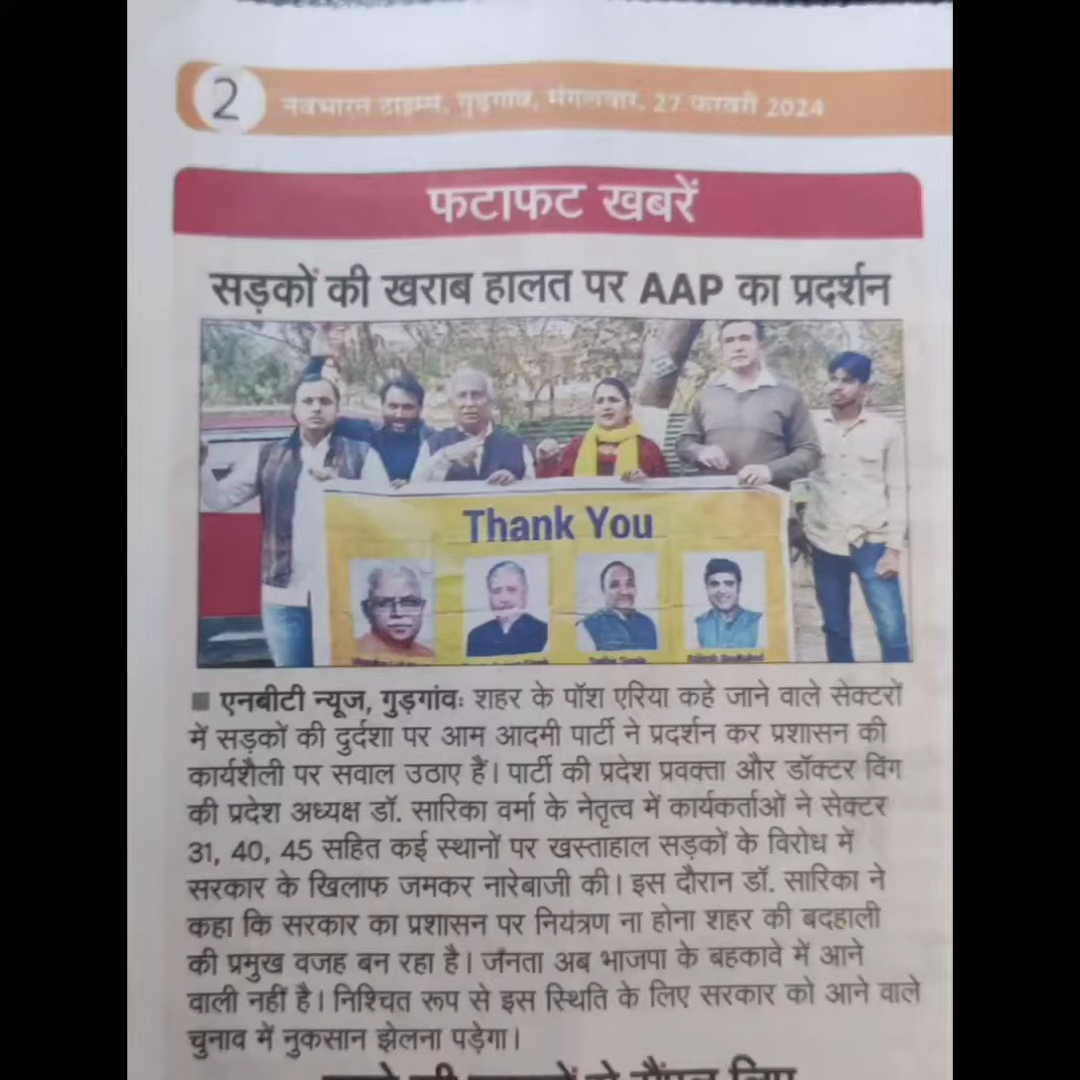 2
नवभारत टाइम्स, गुड़गांव, मंगलवार, 27 फरवरी 2024
फटाफट खबरें
सड़कों की खराब हालत पर AAP का प्रदर्शन
Thank You
■ एनबीटी न्यूज, गुड़गांवः शहर के पॉश एरिया कहे जाने वाले सेक्टरों
में सड़कों की दुर्दशा पर आम आदमी पार्टी ने प्रदर्शन कर प्रशासन की
कार्यशैली पर सवाल उठाए हैं। पार्टी की प्रदेश प्रवक्ता और डॉक्टर विंग
की प्रदेश अध्यक्ष डॉ. सारिका वर्मा के नेतृत्व में कार्यकर्ताओं ने सेक्टर
31, 40, 45 सहित कई स्थानों पर खस्ताहाल सड़कों के विरोध में
सरकार के खिलाफ जमकर नारेबाजी की। इस दौरान डॉ. सारिका ने
कहा कि सरकार का प्रशासन पर नियंत्रण ना होना शहर की बदहाली
की प्रमुख वजह बन रहा है। जनता अब भाजपा के बहकावे में आने
वाली नहीं है। निश्चित रूप से इस स्थिति के लिए सरकार को आने वाले
चुनाव में नुकसान झेलना पड़ेगा।